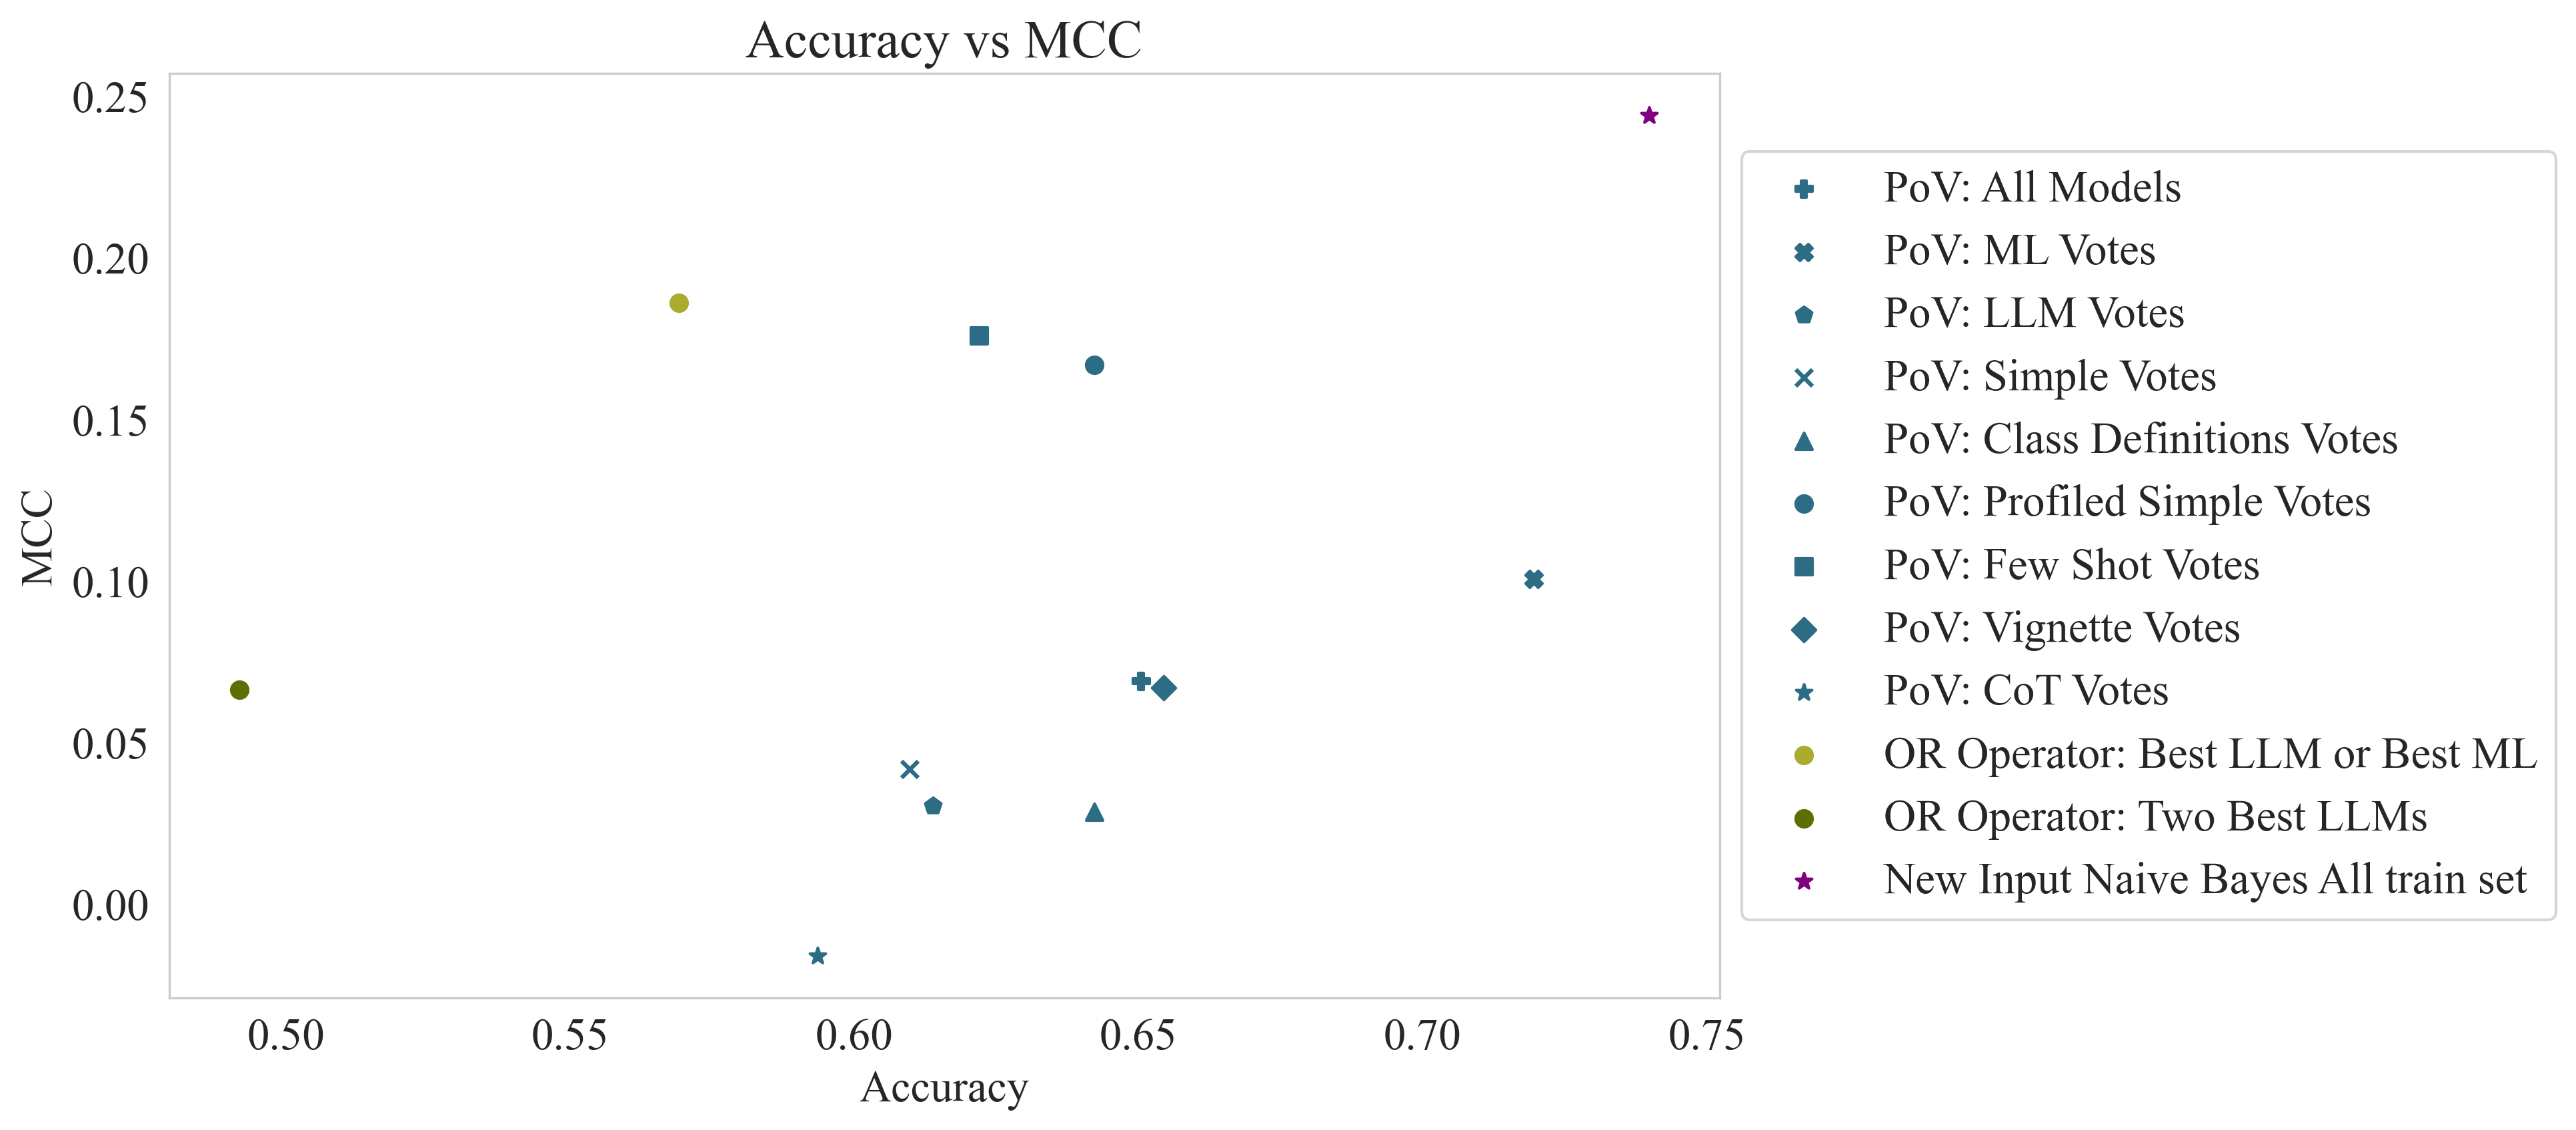 Accuracy vs MCC
0.25
0.20
0.15
0.10
0.05
0.00
MCC
0.50 0.55 0.60 0.65 0.70 0.75
Accuracy
PoV: All Models
PoV: ML Votes
PoV: LLM Votes
PoV: Simple Votes
PoV: Class Definitions Votes
PoV: Profiled Simple Votes
PoV: Few Shot Votes
PoV: Vignette Votes
PoV: CoT Votes
OR Operator: Best LLM or Best ML
OR Operator: Two Best LLMs
New Input Naive Bayes All train set